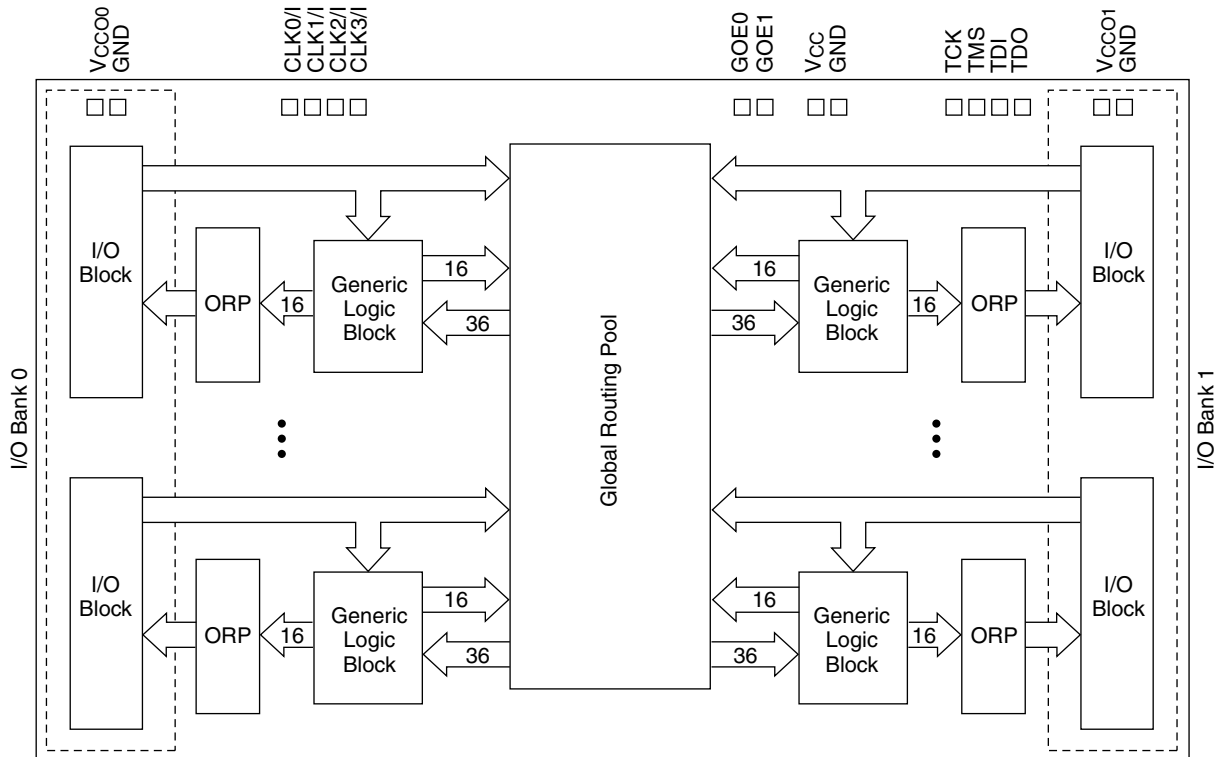 VCCO0
GND
CLK0/I
CLK1/I
CLK2/I
CLK3/I
GOE0
GOE1
VCC
GND
TCK
TMS
TDI
TDO
VCCO1
GND
I/O Bank 0
I/O
Block
ORP
16
Generic
Logic
Block
16
36
Global Routing Pool
16
36
Generic
Logic
Block
16
ORP
I/O
Block
I/O Bank 1
I/O
Block
ORP
16
Generic
Logic
Block
16
36
16
36
Generic
Logic
Block
16
ORP
I/O
Block